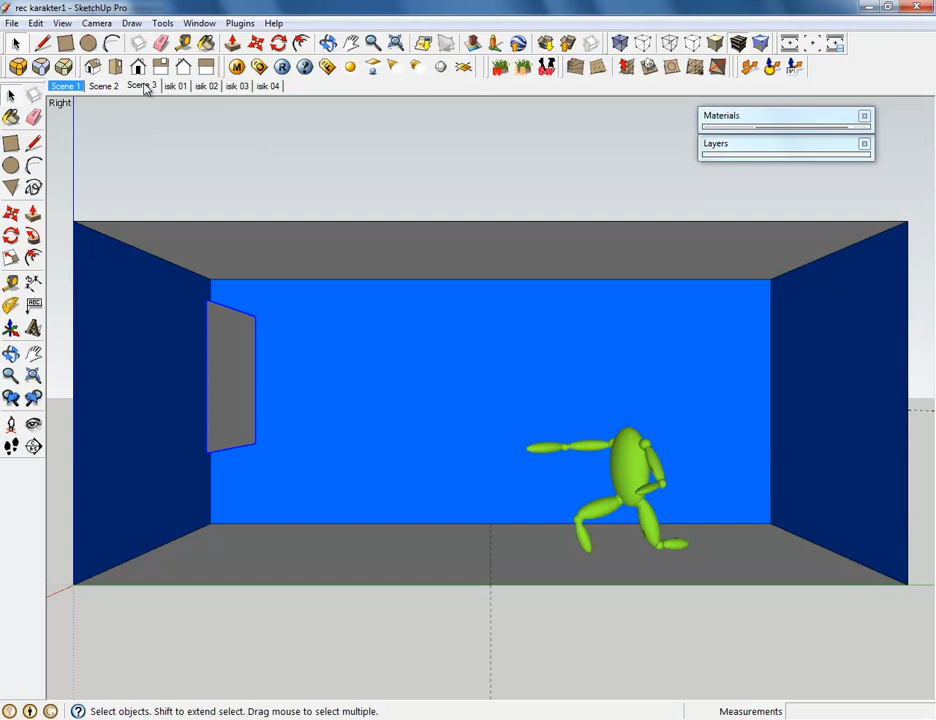 rec karakter1 - SketchUp Pro
File Edit View Camera Draw Tools Window Plugins Help
Scene 1 Scene 2 Scene 3 isik 01 isik 02 isik 03 isik 04
Right
Materials
Layers
Select objects. Shift to extend select. Drag mouse to select multiple.
Measurements